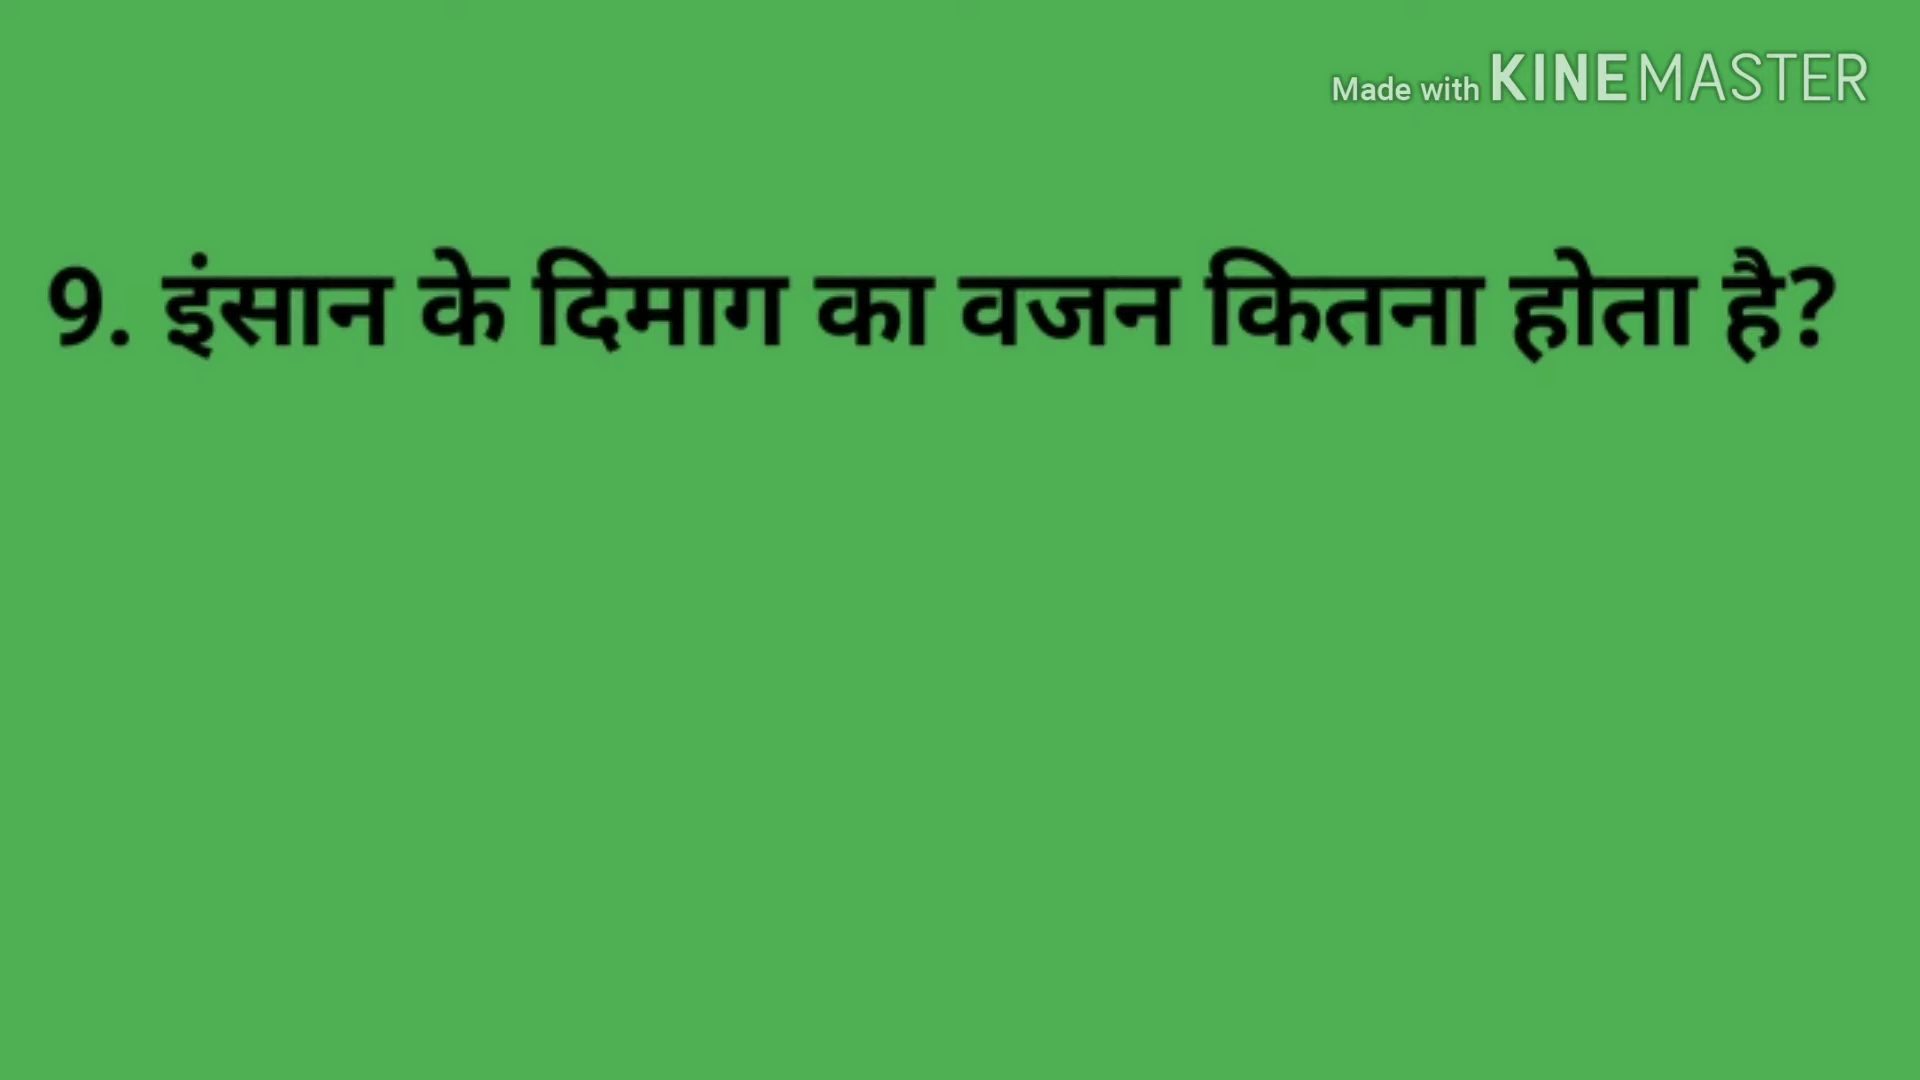 Made with KINEMASTER
9. इंसान के दिमाग का वजन कितना होता है?